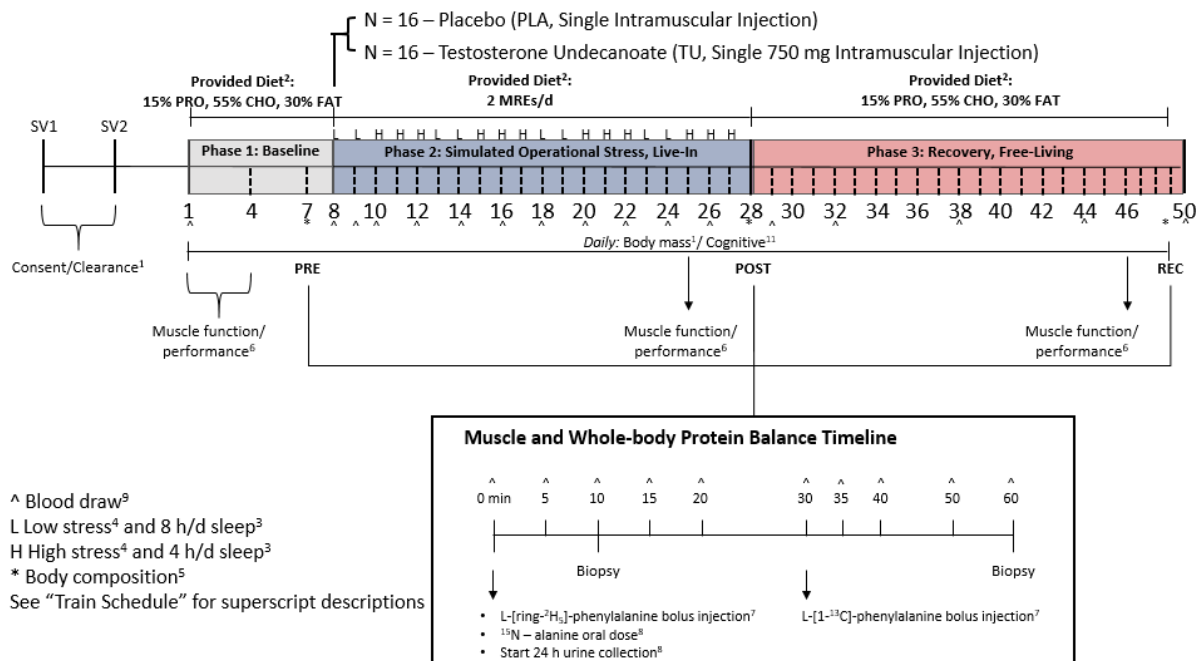 N = 16 – Placebo (PLA, Single Intramuscular Injection)
N = 16 – Testosterone Undecanoate (TU, Single 750 mg Intramuscular Injection)
Provided Diet²:
15% PRO, 55% CHO, 30% FAT
Provided Diet²:
2 MREs/d
Provided Diet²:
15% PRO, 55% CHO, 30% FAT
SV1 SV2
L L H H H L L H H H L L H H H L L H H H
Phase 1: Baseline Phase 2: Simulated Operational Stress, Live-In Phase 3: Recovery, Free-Living
1 4 7 8 10 12 14 16 18 20 22 24 26 28 30 32 34 36 38 40 42 44 46 48 50
^ * ^ ^ ^ ^ ^ ^ ^ ^ ^ ^ ^ * ^ ^ ^ ^ * ^
Daily: Body mass¹/ Cognitive¹¹
Consent/Clearance¹
PRE POST REC
Muscle function/
performance⁶
Muscle function/
performance⁶
Muscle function/
performance⁶
Muscle and Whole-body Protein Balance Timeline
^ ^ ^ ^ ^ ^ ^ ^ ^ ^
0 min 5 10 15 20 30 35 40 50 60
Biopsy Biopsy
• L-[ring-²H₅]-phenylalanine bolus injection⁷
• ¹⁵N – alanine oral dose⁸
• Start 24 h urine collection⁸
L-[1-¹³C]-phenylalanine bolus injection⁷
^ Blood draw⁹
L Low stress⁴ and 8 h/d sleep³
H High stress⁴ and 4 h/d sleep³
* Body composition⁵
See “Train Schedule” for superscript descriptions